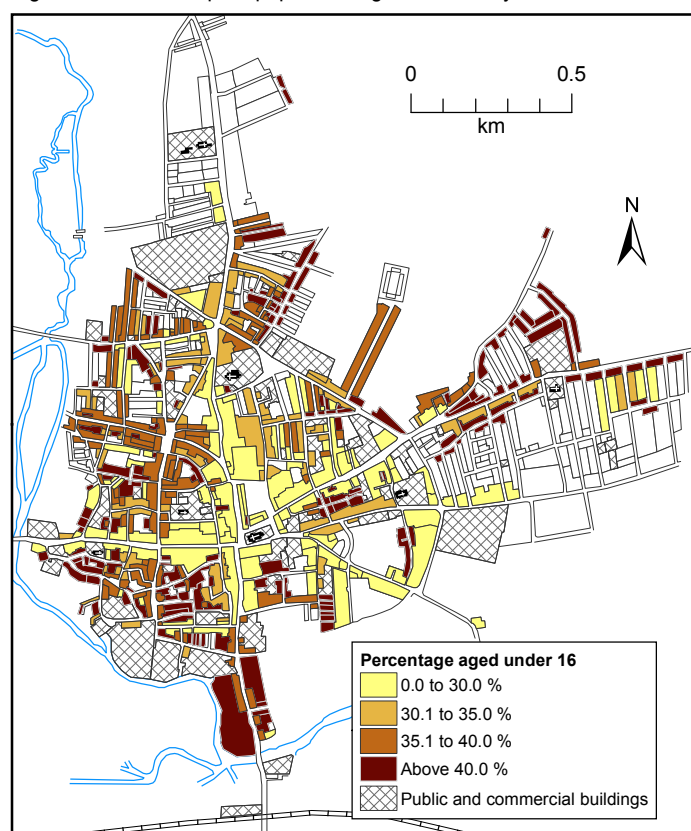 0 0.5
km
N
Percentage aged under 16
0.0 to 30.0 %
30.1 to 35.0 %
35.1 to 40.0 %
Above 40.0 %
Public and commercial buildings